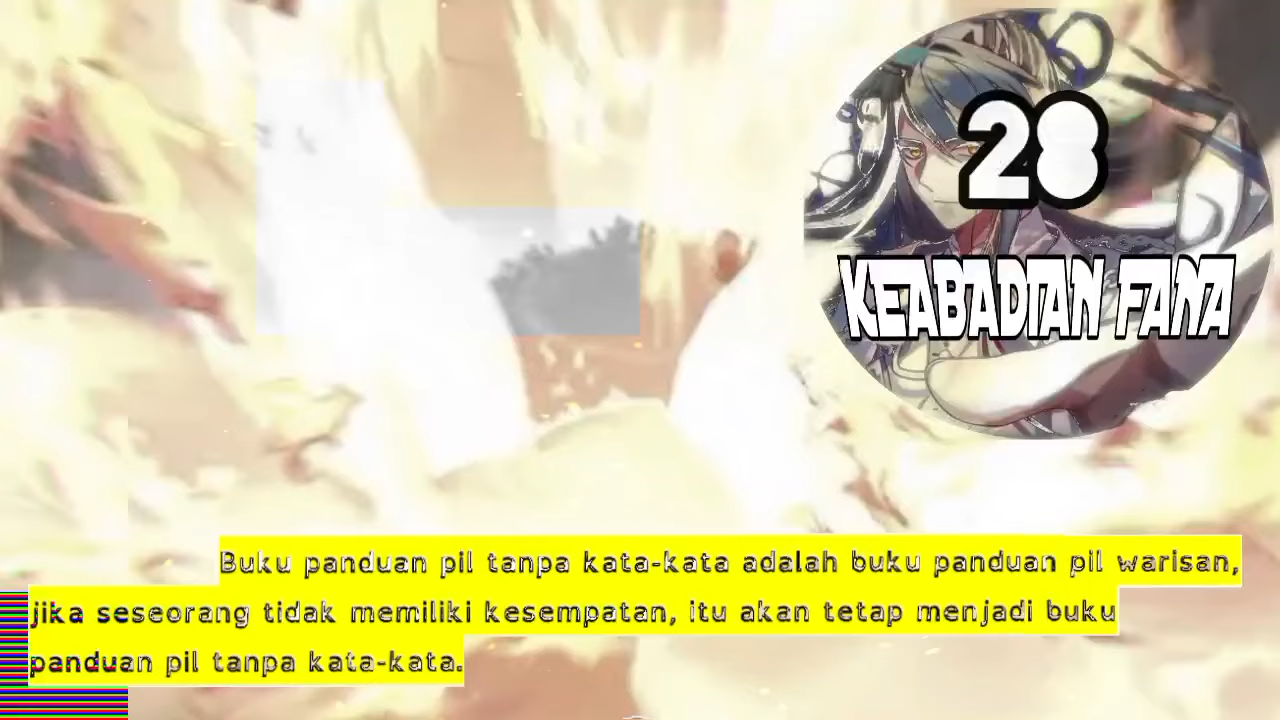 28
KEABADIAN FANA
Buku panduan pil tanpa kata-kata adalah buku panduan pil warisan,
jika seseorang tidak memiliki kesempatan, itu akan tetap menjadi buku
panduan pil tanpa kata-kata.